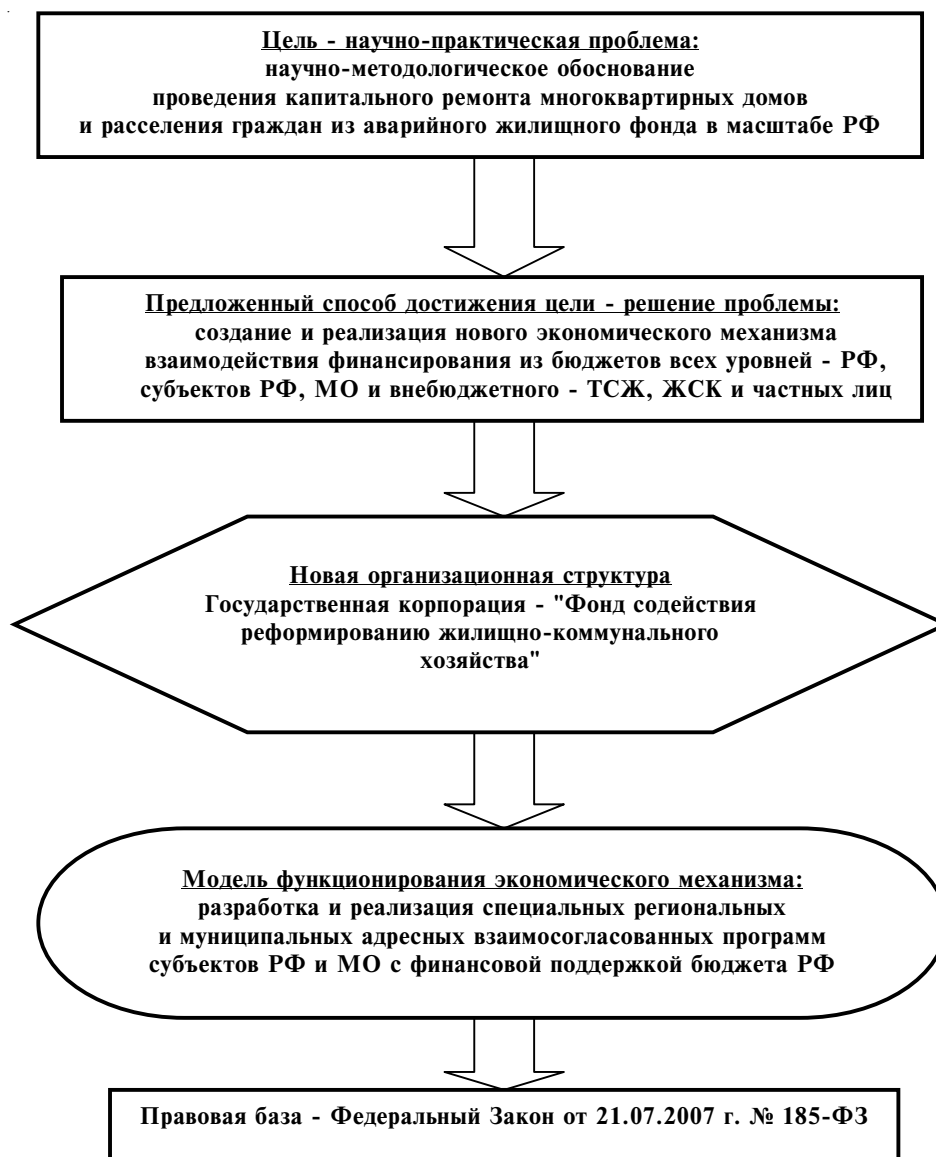 Цель - научно-практическая проблема:
научно-методологическое обоснование
проведения капитального ремонта многоквартирных домов
и расселения граждан из аварийного жилищного фонда в масштабе РФ
Предложенный способ достижения цели - решение проблемы:
создание и реализация нового экономического механизма
взаимодействия финансирования из бюджетов всех уровней - РФ,
субъектов РФ, МО и внебюджетного - ТСЖ, ЖСК и частных лиц
Новая организационная структура
Государственная корпорация - "Фонд содействия
реформированию жилищно-коммунального
хозяйства"
Модель функционирования экономического механизма:
разработка и реализация специальных региональных
и муниципальных адресных взаимосогласованных программ
субъектов РФ и МО с финансовой поддержкой бюджета РФ
Правовая база - Федеральный Закон от 21.07.2007 г. № 185-ФЗ